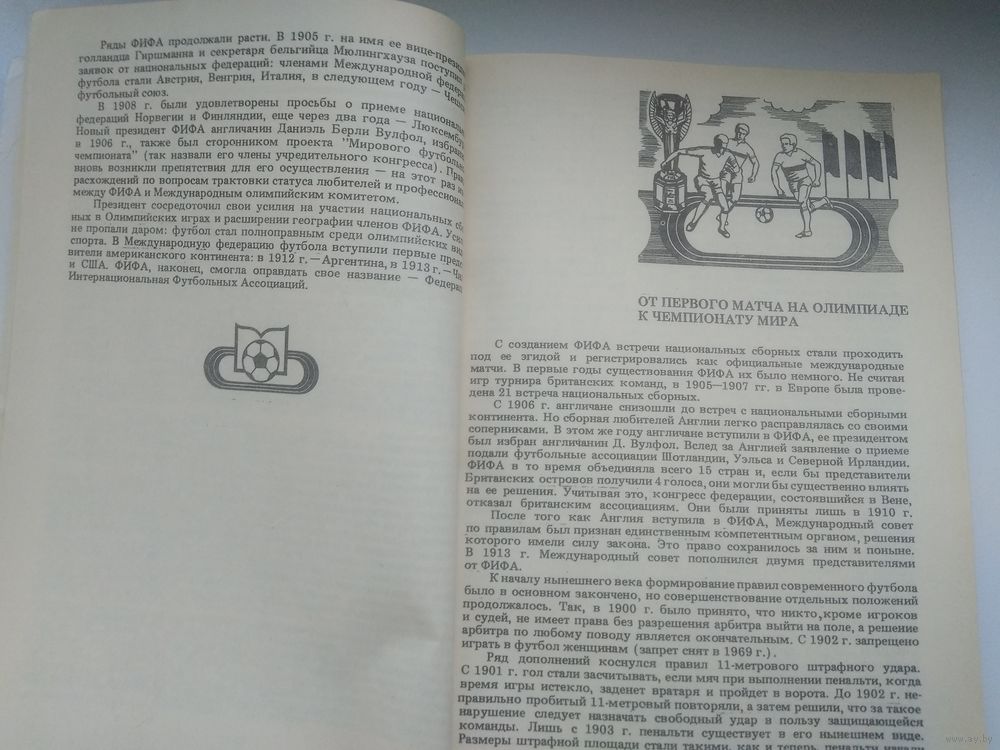 Ряды ФИФА продолжали расти. В 1905 г. на имя ее вице-президента
голландца Гиршманна и секретаря бельгийца Мюлингхауза поступил
заявок от национальных федераций: членами Международной
футбола стали Австрия, Венгрия, Италия, в следующем году —
футбольный союз.
В 1908 г. были удовлетворены просьбы о приеме
федераций Норвегии и Финляндии, еще через два года —
Новый президент ФИФА англичанин Даниэль Берли Вулфол,
в 1906 г., также был сторонником проекта "Мирового
чемпионата" (так назвали его члены учредительного конгресса).
вновь возникли препятствия для его осуществления — на этот раз
расхождений по вопросам трактовки статуса любителей и
между ФИФА и Международным олимпийским комитетом.
Президент сосредоточил свои усилия на участии национальных
ных в Олимпийских играх и расширении географии членов ФИФА.
не пропали даром: футбол стал полноправным среди олимпийских
спорта. В Международную федерацию футбола вступили первые
вители американского континента: в 1912 г. — Аргентина, в 1913 г. —
и США. ФИФА, наконец, смогла оправдать свое название —
Интернациональная Футбольных Ассоциаций.
ОТ ПЕРВОГО МАТЧА НА ОЛИМПИАДЕ
К ЧЕМПИОНАТУ МИРА
С созданием ФИФА встречи национальных сборных стали проходить
под ее эгидой и регистрировались как официальные международные
матчи. В первые годы существования ФИФА их было немного. Не считая
игр турнира британских команд, в 1905—1907 гг. в Европе была прове-
дена 21 встреча национальных сборных.
С 1906 г. англичане снизошли до встреч с национальными сборными
континента. Но сборная любителей Англии легко расправлялась со своими
соперниками. В этом же году англичане вступили в ФИФА, ее президентом
был избран англичанин Д. Вулфол. Вслед за Англией заявление о приеме
подали футбольные ассоциации Шотландии, Уэльса и Северной Ирландии.
ФИФА в то время объединяла всего 15 стран и, если бы представители
Британских островов получили 4 голоса, они могли бы существенно влиять
на ее решения. Учитывая это, конгресс федерации, состоявшийся в Вене,
отказал британским ассоциациям. Они были приняты лишь в 1910 г.
После того как Англия вступила в ФИФА, Международный совет
по правилам был признан единственным компетентным органом, решения
которого имели силу закона. Это право сохранилось за ним и поныне.
В 1913 г. Международный совет пополнился двумя представителями
от ФИФА.
К началу нынешнего века формирование правил современного футбола
было в основном закончено, но совершенствование отдельных положений
продолжалось. Так, в 1900 г. было принято, что никто, кроме игроков
и судей, не имеет права без разрешения арбитра выйти на поле, а решение
арбитра по любому поводу является окончательным. С 1902 г. запрещено
играть в футбол женщинам (запрет снят в 1969 г.).
Ряд дополнений коснулся правил 11-метрового штрафного удара.
С 1901 г. гол стали засчитывать, если мяч при выполнении пенальти, когда
время игры истекло, заденет вратаря и пройдет в ворота. До 1902 г. не-
правильно пробитый 11-метровый повторяли, а затем решили, что за такое
нарушение следует назначать свободный удар в пользу защищающейся
команды. Лишь с 1903 г. пенальти существует в его нынешнем виде.
Размеры штрафной площади стали такими, как и теперь,
www.ay.by